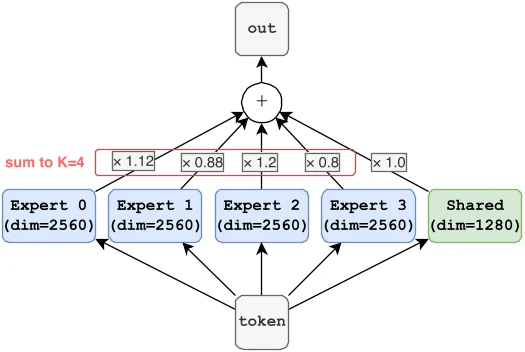 out
+
sum to K=4
× 1.12
× 0.88
× 1.2
× 0.8
× 1.0
Expert 0
(dim=2560)
Expert 1
(dim=2560)
Expert 2
(dim=2560)
Expert 3
(dim=2560)
Shared
(dim=1280)
token